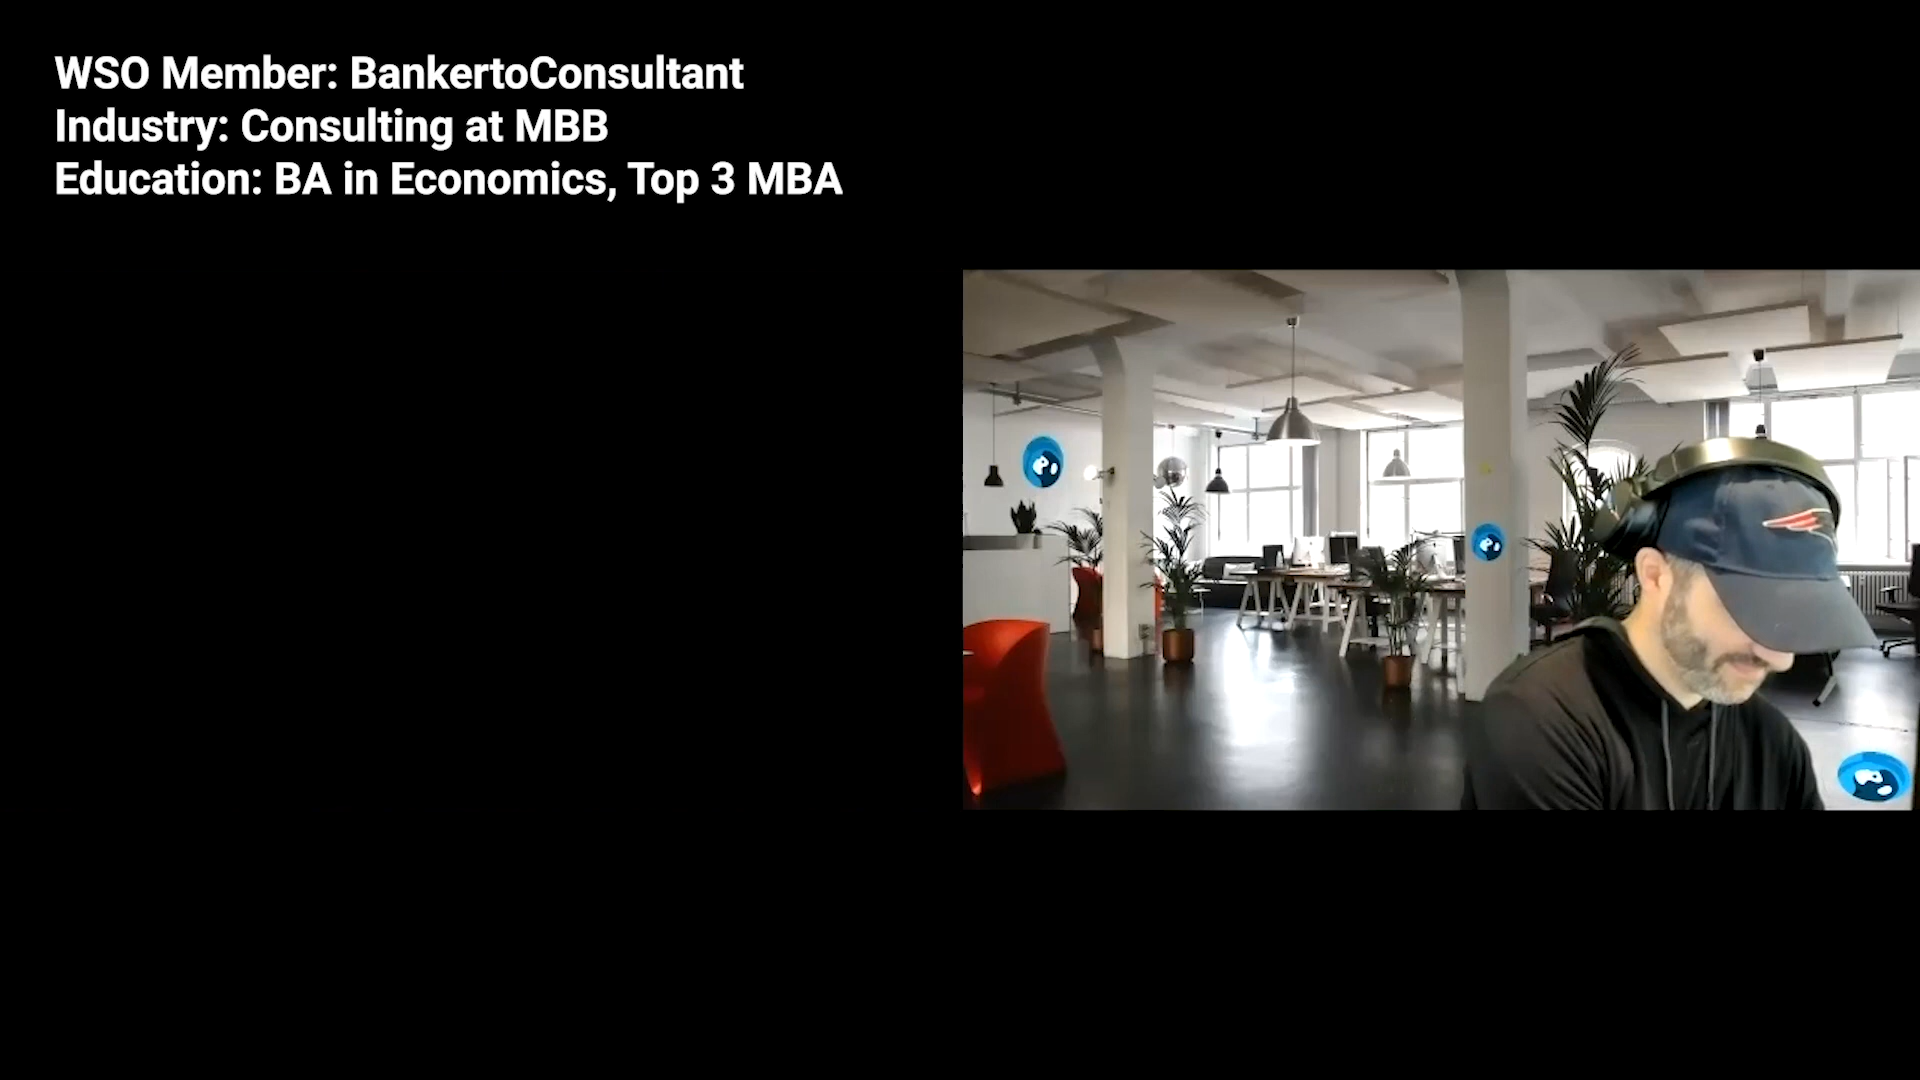 WSO Member: BankertoConsultant
Industry: Consulting at MBB
Education: BA in Economics, Top 3 MBA